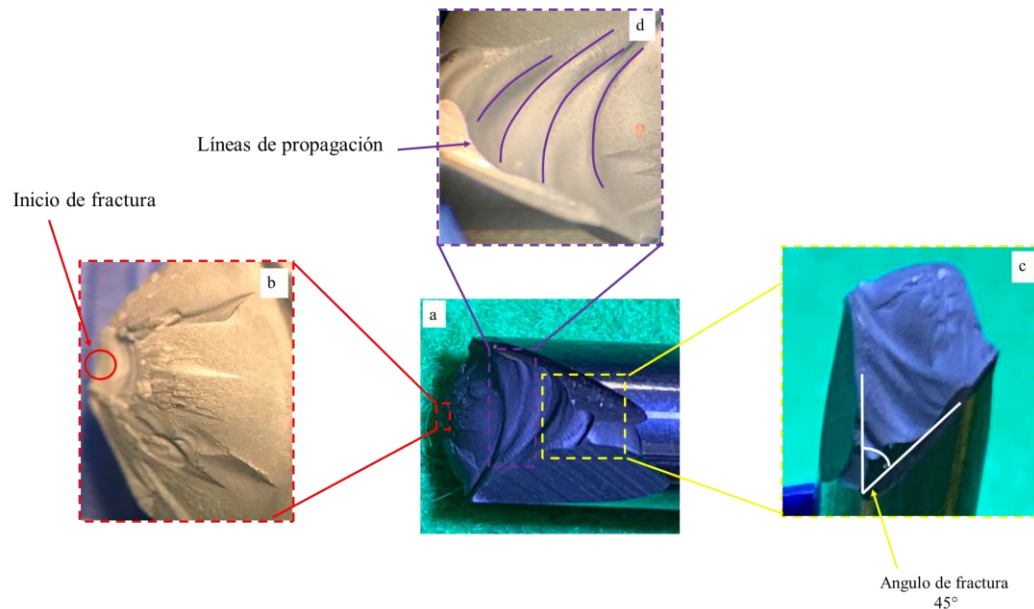 d
Líneas de propagación
Inicio de fractura
b
a
c
Angulo de fractura
45°